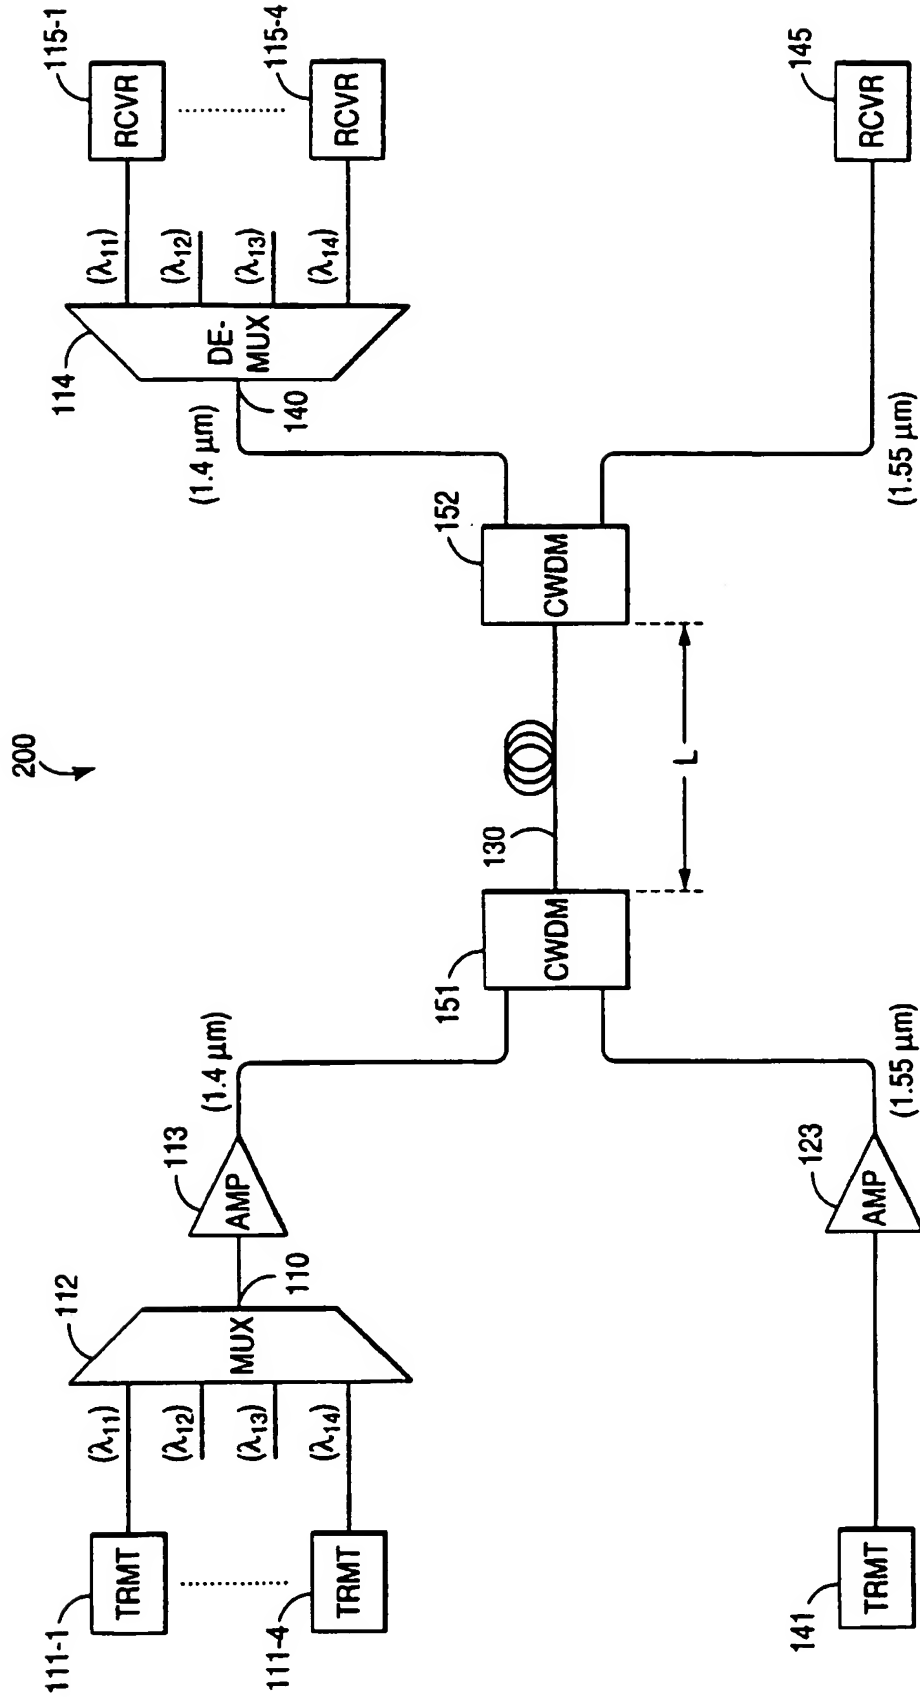 200
111-1
TRMT
111-4
TRMT
(λ11)
(λ12)
(λ13)
(λ14)
112
MUX
110
113
AMP
(1.4 μm)
151
CWDM
130
L
152
CWDM
(1.4 μm)
140
114
DE-
MUX
(λ11)
(λ12)
(λ13)
(λ14)
115-1
RCVR
115-4
RCVR
141
TRMT
123
AMP
(1.55 μm)
(1.55 μm)
145
RCVR